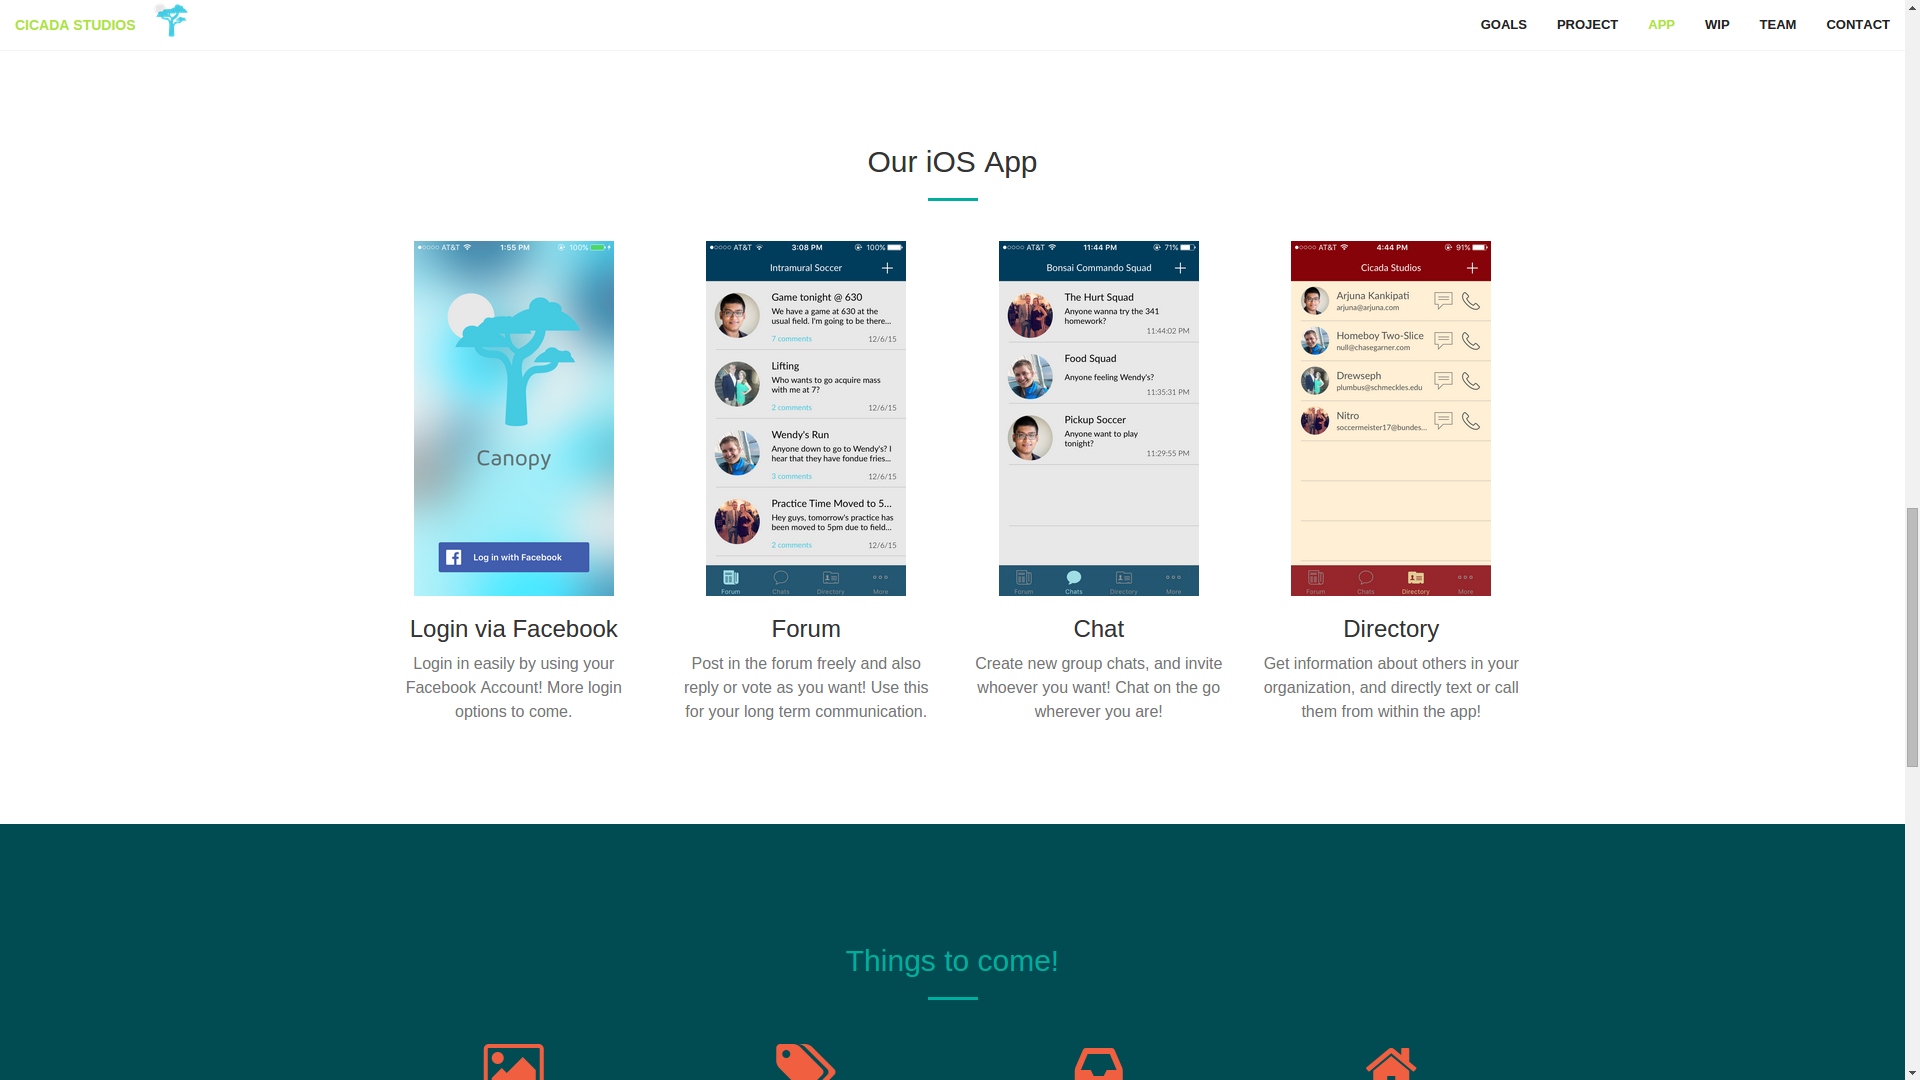 CICADA STUDIOS
GOALS
PROJECT
APP
WIP
TEAM
CONTACT
Our iOS App
AT&T 1:55 PM 100%
Canopy
Log in with Facebook
AT&T 3:08 PM 100%
Intramural Soccer
Game tonight @ 630
We have a game at 630 at the
usual field. I'm going to be there...
7 comments 12/6/15
Lifting
Who wants to go acquire mass
with me at 7?
2 comments 12/6/15
Wendy's Run
Anyone down to go to Wendy's? I
hear that they have fondue fries...
3 comments 12/6/15
Practice Time Moved to 5...
Hey guys, tomorrow's practice has
been moved to 5pm due to field...
2 comments 12/6/15
Forum Chats Directory More
AT&T 11:44 PM 71%
Bonsai Commando Squad
The Hurt Squad
Anyone wanna try the 341
homework?
11:44:02 PM
Food Squad
Anyone feeling Wendy's?
11:35:31 PM
Pickup Soccer
Anyone want to play
tonight?
11:29:55 PM
Forum Chats Directory More
AT&T 4:44 PM 91%
Cicada Studios
Arjuna Kankipati
arjuna@arjuna.com
Homeboy Two-Slice
null@chasegarner.com
Drewseph
plumbus@schmeckles.edu
Nitro
soccermeister17@bundes...
Forum Chats Directory More
Login via Facebook
Login in easily by using your
Facebook Account! More login
options to come.
Forum
Post in the forum freely and also
reply or vote as you want! Use this
for your long term communication.
Chat
Create new group chats, and invite
whoever you want! Chat on the go
wherever you are!
Directory
Get information about others in your
organization, and directly text or call
them from within the app!
Things to come!